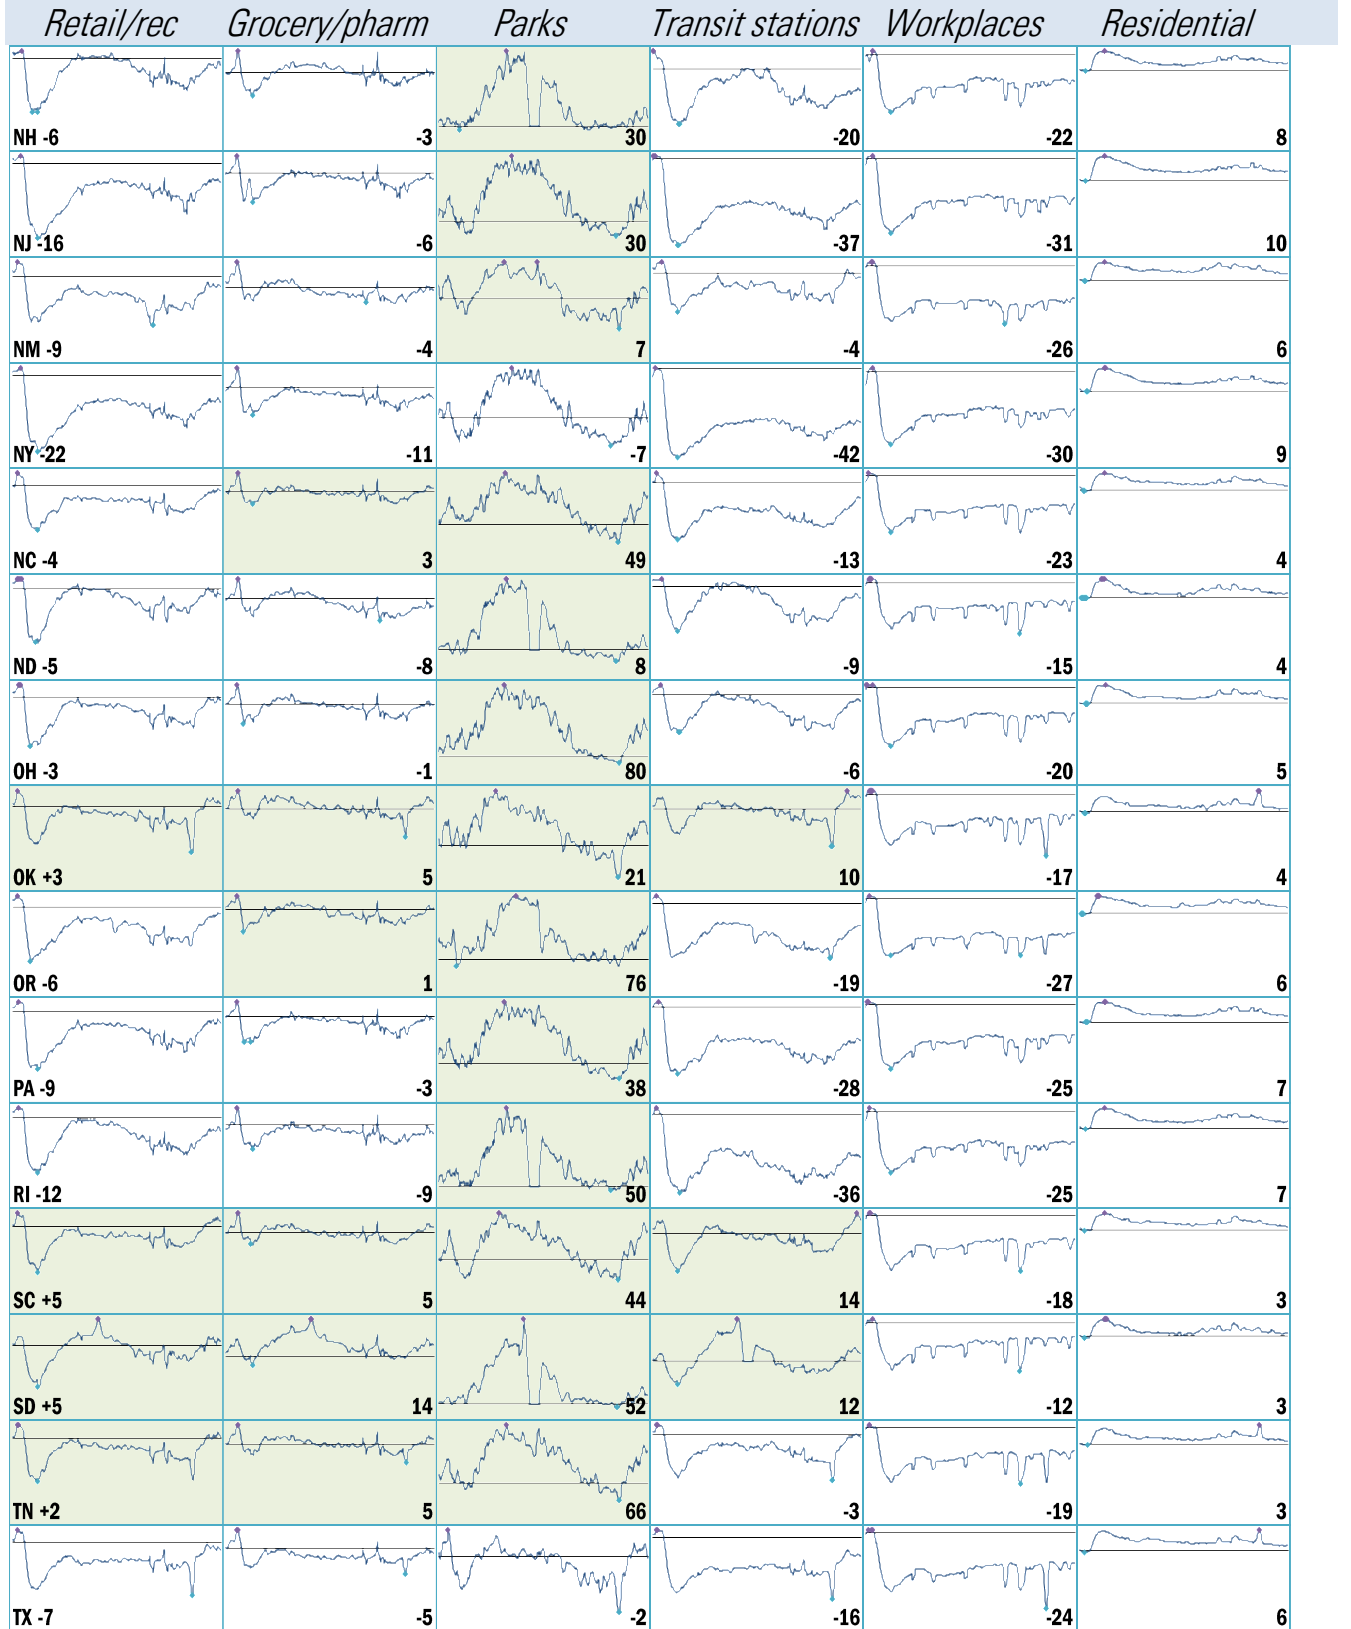 Retail/rec Grocery/pharm Parks Transit stations Workplaces Residential
NH -6 -3 30 -20 -22 8
NJ -16 -6 30 -37 -31 10
NM -9 -4 7 -4 -26 6
NY -22 -11 -7 -42 -30 9
NC -4 3 49 -13 -23 4
ND -5 -8 8 -9 -15 4
OH -3 -1 80 -6 -20 5
OK +3 5 21 10 -17 4
OR -6 1 76 -19 -27 6
PA -9 -3 38 -28 -25 7
RI -12 -9 50 -36 -25 7
SC +5 5 44 14 -18 3
SD +5 14 52 12 -12 3
TN +2 5 66 -3 -19 3
TX -7 -5 -2 -16 -24 6